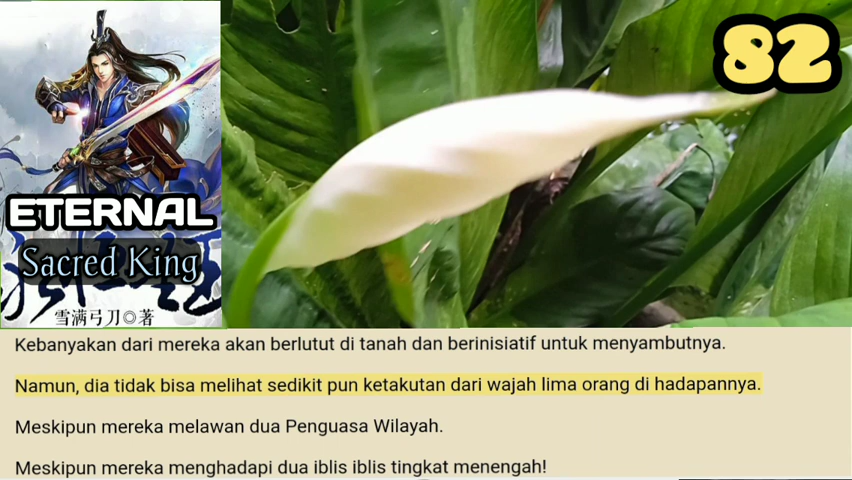 82
ETERNAL
Sacred King
雪满弓刀◎著
Kebanyakan dari mereka akan berlutut di tanah dan berinisiatif untuk menyambutnya.
Namun, dia tidak bisa melihat sedikit pun ketakutan dari wajah lima orang di hadapannya.
Meskipun mereka melawan dua Penguasa Wilayah.
Meskipun mereka menghadapi dua iblis iblis tingkat menengah!